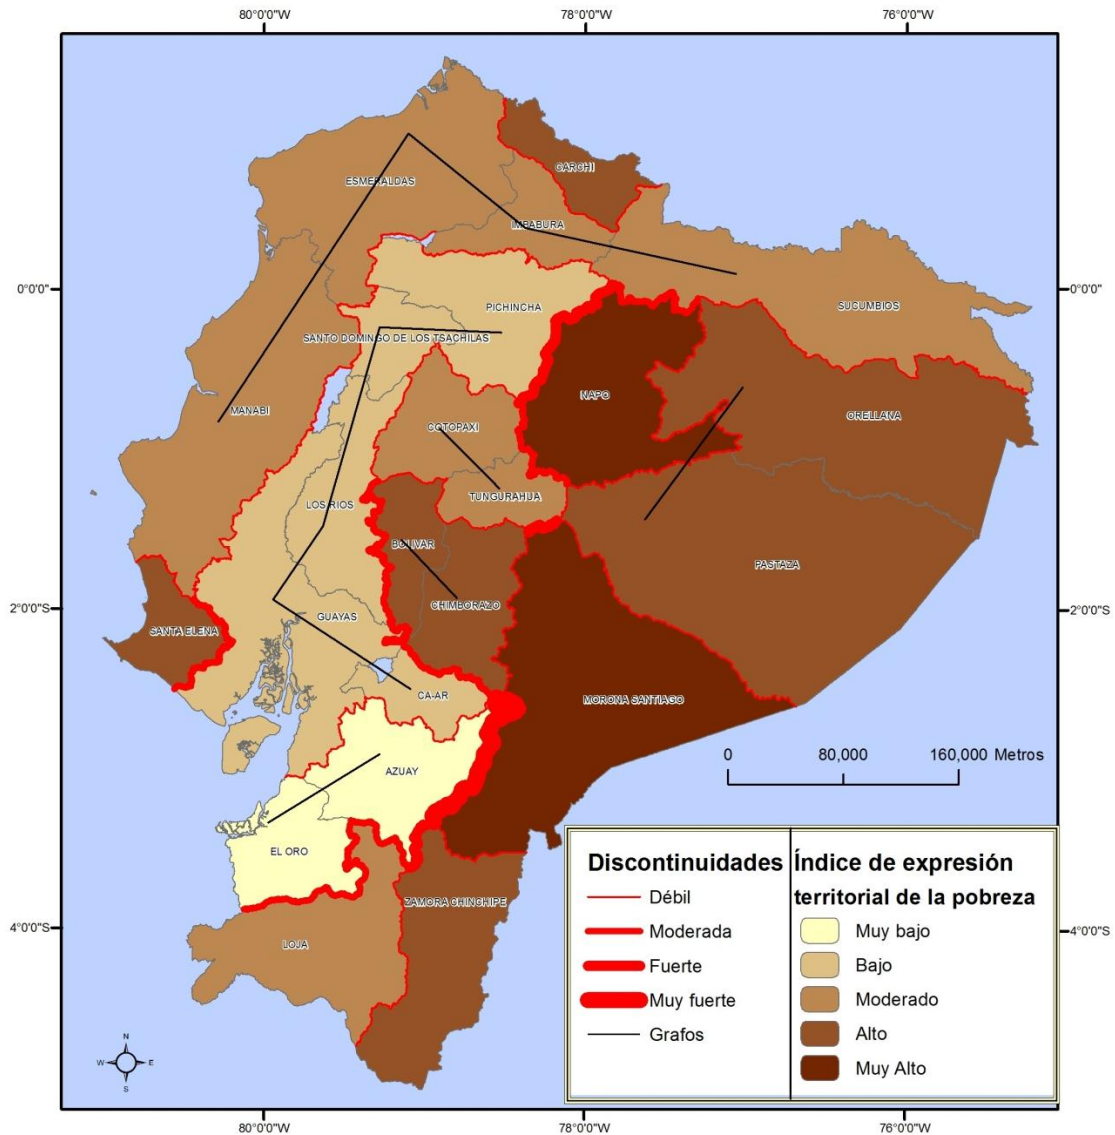 80°0'0"W
78°0'0"W
76°0'0"W
CARCHI
ESMERALDAS
IMBABURA
0°0'0"
0°0'0"
SUCUMBIOS
PICHINCHA
SANTO DOMINGO DE LOS TSACHILAS
NAPO
MANABI
ORELLANA
COTOPAXI
TUNGURAHUA
LOS RIOS
BOLIVAR
PASTAZA
CHIMBORAZO
2°0'0"S
2°0'0"S
GUAYAS
SANTA ELENA
CA-AR
MORONA SANTIAGO
0 80,000 160,000 Metros
AZUAY
EL ORO
ZAMORA CHINCHIPE
LOJA
4°0'0"S
4°0'0"S
Discontinuidades
Débil
Moderada
Fuerte
Muy fuerte
Grafos
Índice de expresión
territorial de la pobreza
Muy bajo
Bajo
Moderado
Alto
Muy Alto
N
W
E
S
80°0'0"W
78°0'0"W
76°0'0"W